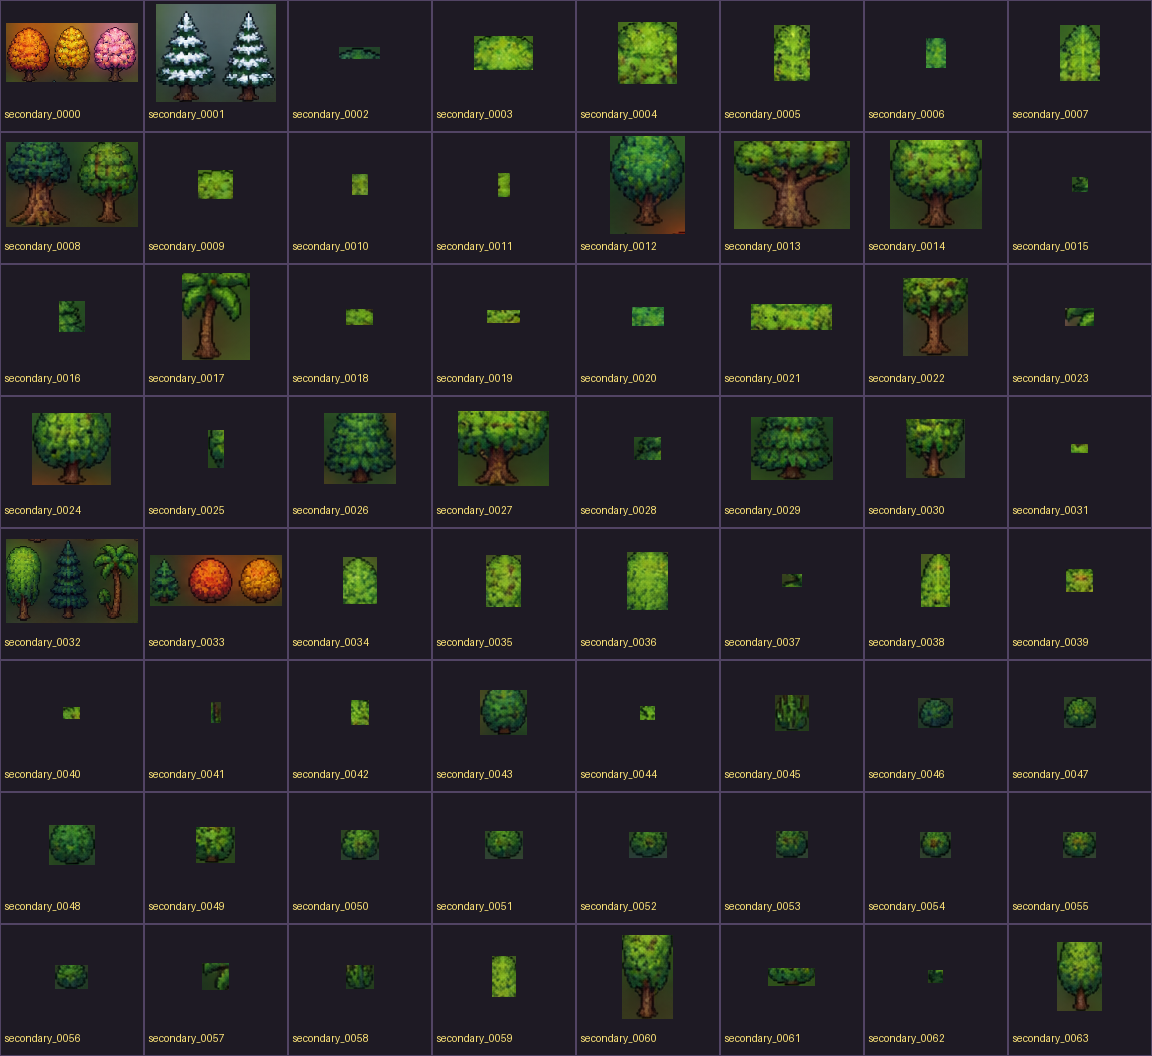 secondary_0000 secondary_0001 secondary_0002 secondary_0003 secondary_0004 secondary_0005 secondary_0006 secondary_0007
secondary_0008 secondary_0009 secondary_0010 secondary_0011 secondary_0012 secondary_0013 secondary_0014 secondary_0015
secondary_0016 secondary_0017 secondary_0018 secondary_0019 secondary_0020 secondary_0021 secondary_0022 secondary_0023
secondary_0024 secondary_0025 secondary_0026 secondary_0027 secondary_0028 secondary_0029 secondary_0030 secondary_0031
secondary_0032 secondary_0033 secondary_0034 secondary_0035 secondary_0036 secondary_0037 secondary_0038 secondary_0039
secondary_0040 secondary_0041 secondary_0042 secondary_0043 secondary_0044 secondary_0045 secondary_0046 secondary_0047
secondary_0048 secondary_0049 secondary_0050 secondary_0051 secondary_0052 secondary_0053 secondary_0054 secondary_0055
secondary_0056 secondary_0057 secondary_0058 secondary_0059 secondary_0060 secondary_0061 secondary_0062 secondary_0063